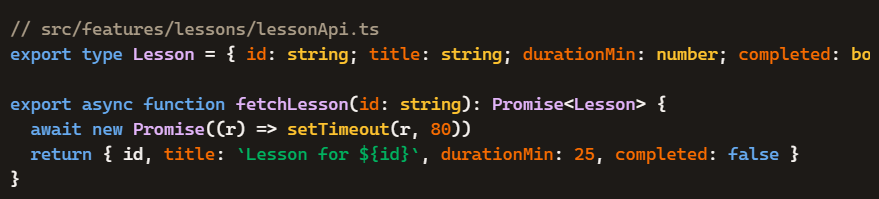 // src/features/lessons/lessonApi.ts
export type Lesson = { id: string; title: string; durationMin: number; completed: bo

export async function fetchLesson(id: string): Promise<Lesson> {
  await new Promise((r) => setTimeout(r, 80))
  return { id, title: `Lesson for ${id}`, durationMin: 25, completed: false }
}